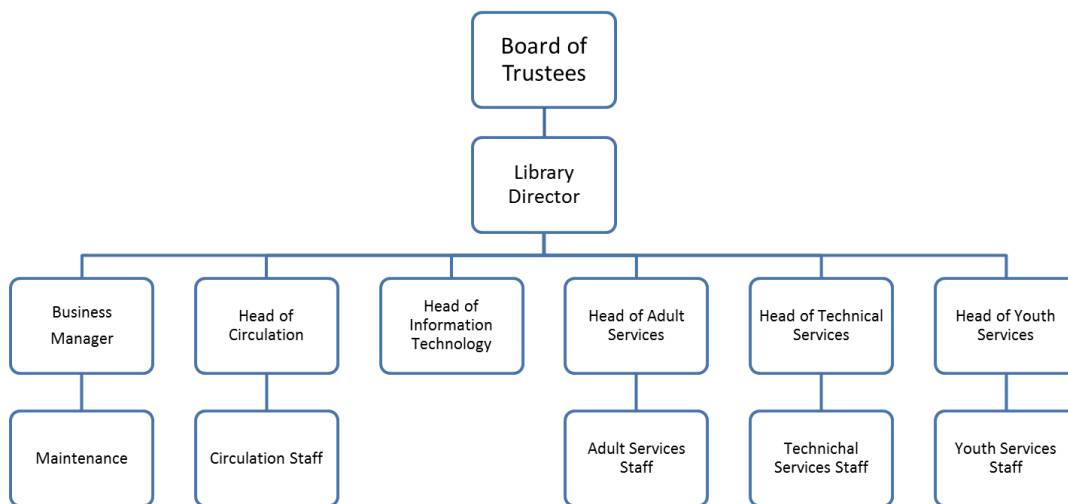 Board of
Trustees
Library
Director
Business
Manager
Head of
Circulation
Head of
Information
Technology
Head of Adult
Services
Head of Technical
Services
Head of Youth
Services
Maintenance
Circulation Staff
Adult Services
Staff
Technichal
Services Staff
Youth Services
Staff